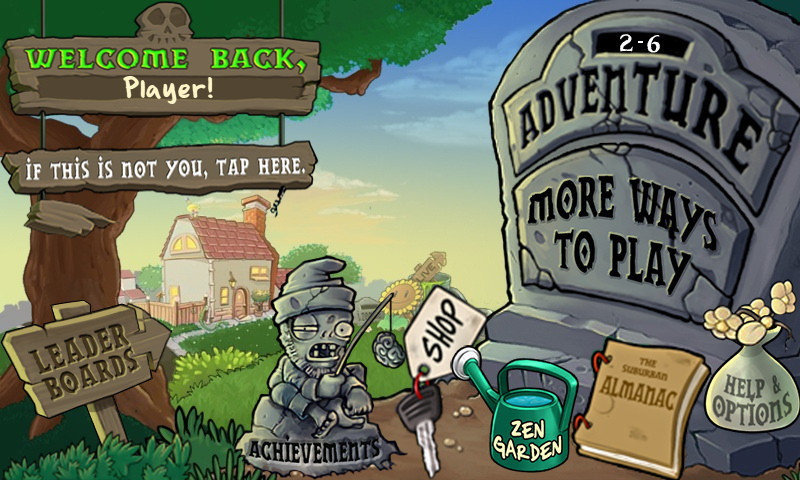 WELCOME BACK,
Player!
IF THIS IS NOT YOU, TAP HERE.
2-6
ADVENTURE
MORE WAYS
TO PLAY
LEADER
BOARDS
ACHIEVEMENTS
SHOP
ZEN
GARDEN
THE
SUBURBAN
ALMANAC
HELP &
OPTIONS